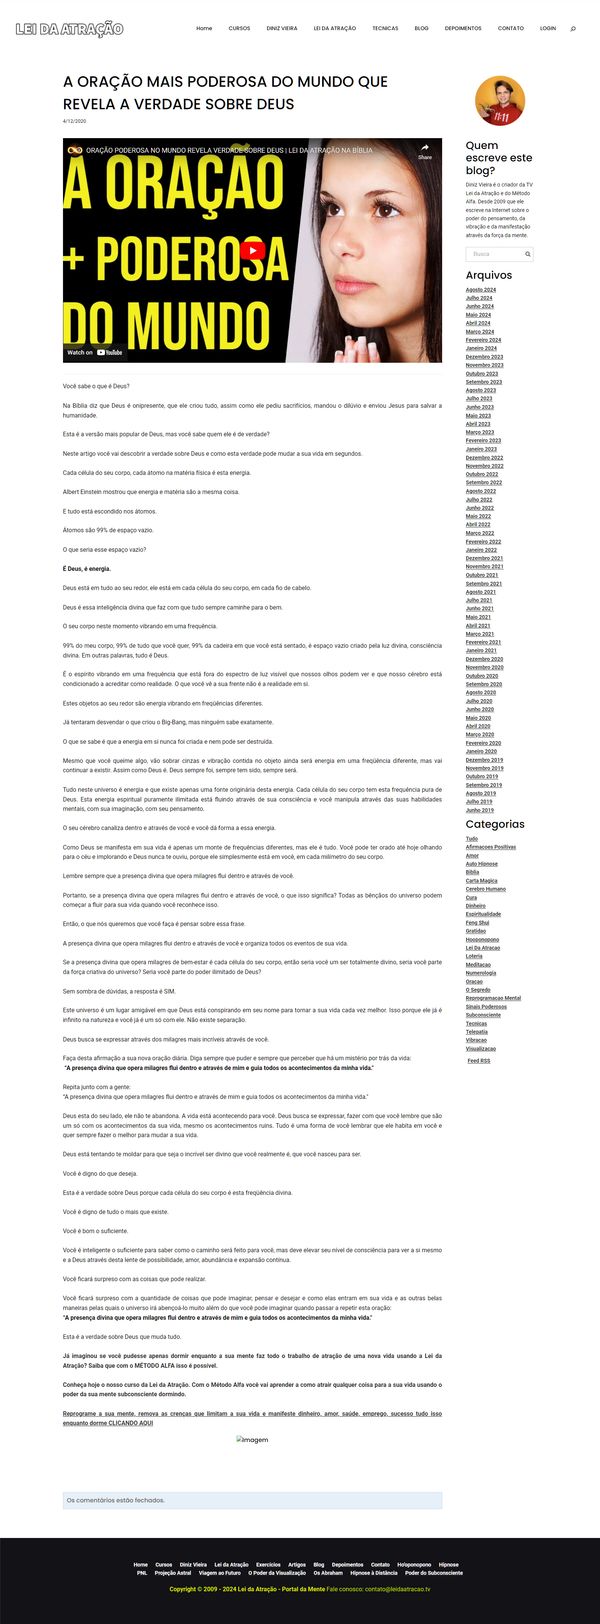 LEI DA ATRAÇÃO
Home CURSOS DINIZ VIEIRA LEI DA ATRAÇÃO TECNICAS BLOG DEPOIMENTOS CONTATO LOGIN
A ORAÇÃO MAIS PODEROSA DO MUNDO QUE
REVELA A VERDADE SOBRE DEUS
4/12/2020
ORAÇÃO PODEROSA NO MUNDO REVELA VERDADE SOBRE DEUS | LEI DA ATRAÇÃO NA BÍBLIA
Share
A ORAÇÃO
+ PODEROSA
DO MUNDO
Watch on YouTube
Você sabe o que é Deus?
Na Bíblia diz que Deus é onipresente, que ele criou tudo, assim como ele pediu sacrifícios, mandou o dilúvio e enviou Jesus para salvar a
humanidade.
Esta é a versão mais popular de Deus, mas você sabe quem ele é de verdade?
Neste artigo você vai descobrir a verdade sobre Deus e como esta verdade pode mudar a sua vida em segundos.
Cada célula do seu corpo, cada átomo na matéria física é esta energia.
Albert Einstein mostrou que energia e matéria são a mesma coisa.
E tudo está escondido nos átomos.
Átomos são 99% de espaço vazio.
O que seria esse espaço vazio?
É Deus, é energia.
Deus está em tudo ao seu redor, ele está em cada célula do seu corpo, em cada fio de cabelo.
Deus é essa inteligência divina que faz com que tudo sempre caminhe para o bem.
O seu corpo neste momento vibrando em uma frequência.
99% do meu corpo, 99% de tudo que você quer, 99% da cadeira em que você está sentado, é espaço vazio criado pela luz divina, consciência
divina. Em outras palavras, tudo é Deus.
É o espírito vibrando em uma frequência que está fora do espectro de luz visível que nossos olhos podem ver e que nosso cérebro está
condicionado a acreditar como realidade. O que você vê a sua frente não é a realidade em si.
Estes objetos ao seu redor são energia vibrando em freqüências diferentes.
Já tentaram desvendar o que criou o Big-Bang, mas ninguém sabe exatamente.
O que se sabe é que a energia em si nunca foi criada e nem pode ser destruída.
Mesmo que você queime algo, vão sobrar cinzas e vibração contida no objeto ainda será energia em uma freqüência diferente, mas vai
continuar a existir. Assim como Deus é. Deus sempre foi, sempre tem sido, sempre será.
Tudo neste universo é energia e que existe apenas uma fonte originária desta energia. Cada célula do seu corpo tem esta frequência pura de
Deus. Esta energia espiritual puramente ilimitada está fluindo através de sua consciência e você manipula através das suas habilidades
mentais, com sua imaginação, com seu pensamento.
O seu cérebro canaliza dentro e através de você e você dá forma a essa energia.
Como Deus se manifesta em sua vida é apenas um monte de frequências diferentes, mas ele é tudo. Você pode ter orado até hoje olhando
para o céu e implorando e Deus nunca te ouviu, porque ele simplesmente está em você, em cada milímetro do seu corpo.
Lembre sempre que a presença divina que opera milagres flui dentro e através de você.
Portanto, se a presença divina que opera milagres flui dentro e através de você, o que isso significa? Todas as bênçãos do universo podem
começar a fluir para sua vida quando você reconhece isso.
Então, o que nós queremos que você faça é pensar sobre essa frase.
A presença divina que opera milagres flui dentro e através de você e organiza todos os eventos de sua vida.
Se a presença divina que opera milagres de bem-estar é cada célula do seu corpo, então seria você um ser totalmente divino, seria você parte
da força criativa do universo? Seria você parte do poder ilimitado de Deus?
Sem sombra de dúvidas, a resposta é SIM.
Este universo é um lugar amigável em que Deus está conspirando em seu nome para tornar a sua vida cada vez melhor. Isso porque ele já é
infinito na natureza e você já é um só com ele. Não existe separação.
Deus busca se expressar através dos milagres mais incríveis através de você.
Faça desta afirmação a sua nova oração diária. Diga sempre que puder e sempre que perceber que há um mistério por trás da vida:
"A presença divina que opera milagres flui dentro e através de mim e guia todos os acontecimentos da minha vida."
Repita junto com a gente:
"A presença divina que opera milagres flui dentro e através de mim e guia todos os acontecimentos da minha vida."
Deus esta do seu lado, ele não te abandona. A vida está acontecendo para você. Deus busca se expressar, fazer com que você lembre que são
um só com os acontecimentos da sua vida, mesmo os acontecimentos ruins. Tudo é uma forma de você lembrar que ele habita em você e
quer sempre fazer o melhor para mudar a sua vida.
Deus está tentando te moldar para que seja o incrível ser divino que você realmente é, que você nasceu para ser.
Você é digno do que deseja.
Esta é a verdade sobre Deus porque cada célula do seu corpo é esta freqüência divina.
Você é digno de tudo o mais que existe.
Você é bom o suficiente.
Você é inteligente o suficiente para saber como o caminho será feito para você, mas deve elevar seu nível de consciência para ver a si mesmo
e a Deus através desta lente de possibilidade, amor, abundância e expansão contínua.
Você ficará surpreso com as coisas que pode realizar.
Você ficará surpreso com a quantidade de coisas que pode imaginar, pensar e desejar e como elas entram em sua vida e as outras belas
maneiras pelas quais o universo irá abençoá-lo muito além do que você pode imaginar quando passar a repetir esta oração:
"A presença divina que opera milagres flui dentro e através de mim e guia todos os acontecimentos da minha vida."
Esta é a verdade sobre Deus que muda tudo.
Já imaginou se você pudesse apenas dormir enquanto a sua mente faz todo o trabalho de atração de uma nova vida usando a Lei da
Atração? Saiba que com o MÉTODO ALFA isso é possível.
Conheça hoje o nosso curso da Lei da Atração. Com o Método Alfa você vai aprender a como atrair qualquer coisa para a sua vida usando o
poder da sua mente subconsciente dormindo.
Reprograme a sua mente, remova as crenças que limitam a sua vida e manifeste dinheiro, amor, saúde, emprego, sucesso tudo isso
enquanto dorme CLICANDO AQUI
Imagem
Os comentários estão fechados.
Quem
escreve este
blog?
Diniz Vieira é o criador da TV
Lei da Atração e do Método
Alfa. Desde 2009 que ele
escreve na Internet sobre o
poder do pensamento, da
vibração e da manifestação
através da força da mente.
Busca
Arquivos
Agosto 2024
Julho 2024
Junho 2024
Maio 2024
Abril 2024
Março 2024
Fevereiro 2024
Janeiro 2024
Dezembro 2023
Novembro 2023
Outubro 2023
Setembro 2023
Agosto 2023
Julho 2023
Junho 2023
Maio 2023
Abril 2023
Março 2023
Fevereiro 2023
Janeiro 2023
Dezembro 2022
Novembro 2022
Outubro 2022
Setembro 2022
Agosto 2022
Julho 2022
Junho 2022
Maio 2022
Abril 2022
Março 2022
Fevereiro 2022
Janeiro 2022
Dezembro 2021
Novembro 2021
Outubro 2021
Setembro 2021
Agosto 2021
Julho 2021
Junho 2021
Maio 2021
Abril 2021
Março 2021
Fevereiro 2021
Janeiro 2021
Dezembro 2020
Novembro 2020
Outubro 2020
Setembro 2020
Agosto 2020
Julho 2020
Junho 2020
Maio 2020
Abril 2020
Março 2020
Fevereiro 2020
Janeiro 2020
Dezembro 2019
Novembro 2019
Outubro 2019
Setembro 2019
Agosto 2019
Julho 2019
Junho 2019
Categorias
Tudo
Afirmacoes Positivas
Amor
Auto Hipnose
Biblia
Carta Magica
Cerebro Humano
Cura
Dinheiro
Espiritualidade
Feng Shui
Gratidao
Hooponopono
Lei Da Atracao
Loteria
Meditacao
Numerologia
Oracao
O Segredo
Reprogramacao Mental
Sinais Poderosos
Subconsciente
Tecnicas
Telepatia
Vibracao
Visualizacao
Feed RSS
Home Cursos Diniz Vieira Lei da Atração Exercícios Artigos Blog Depoimentos Contato Ho'oponopono Hipnose
PNL Projeção Astral Viagem ao Futuro O Poder da Visualização Os Abraham Hipnose à Distância Poder do Subconsciente
Copyright © 2009 - 2024 Lei da Atração - Portal da Mente Fale conosco: contato@leidaatracao.tv